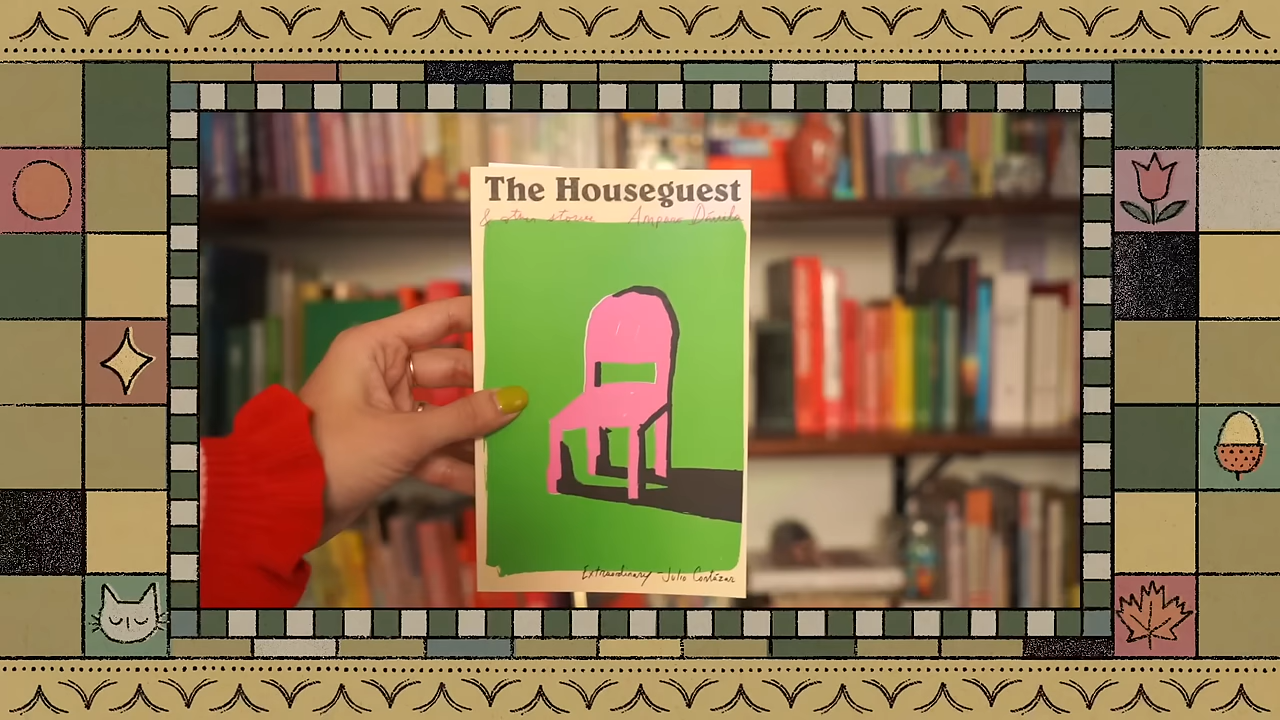 The Houseguest
& other stories Amparo Dávila
Extraordinary —Julio Cortázar